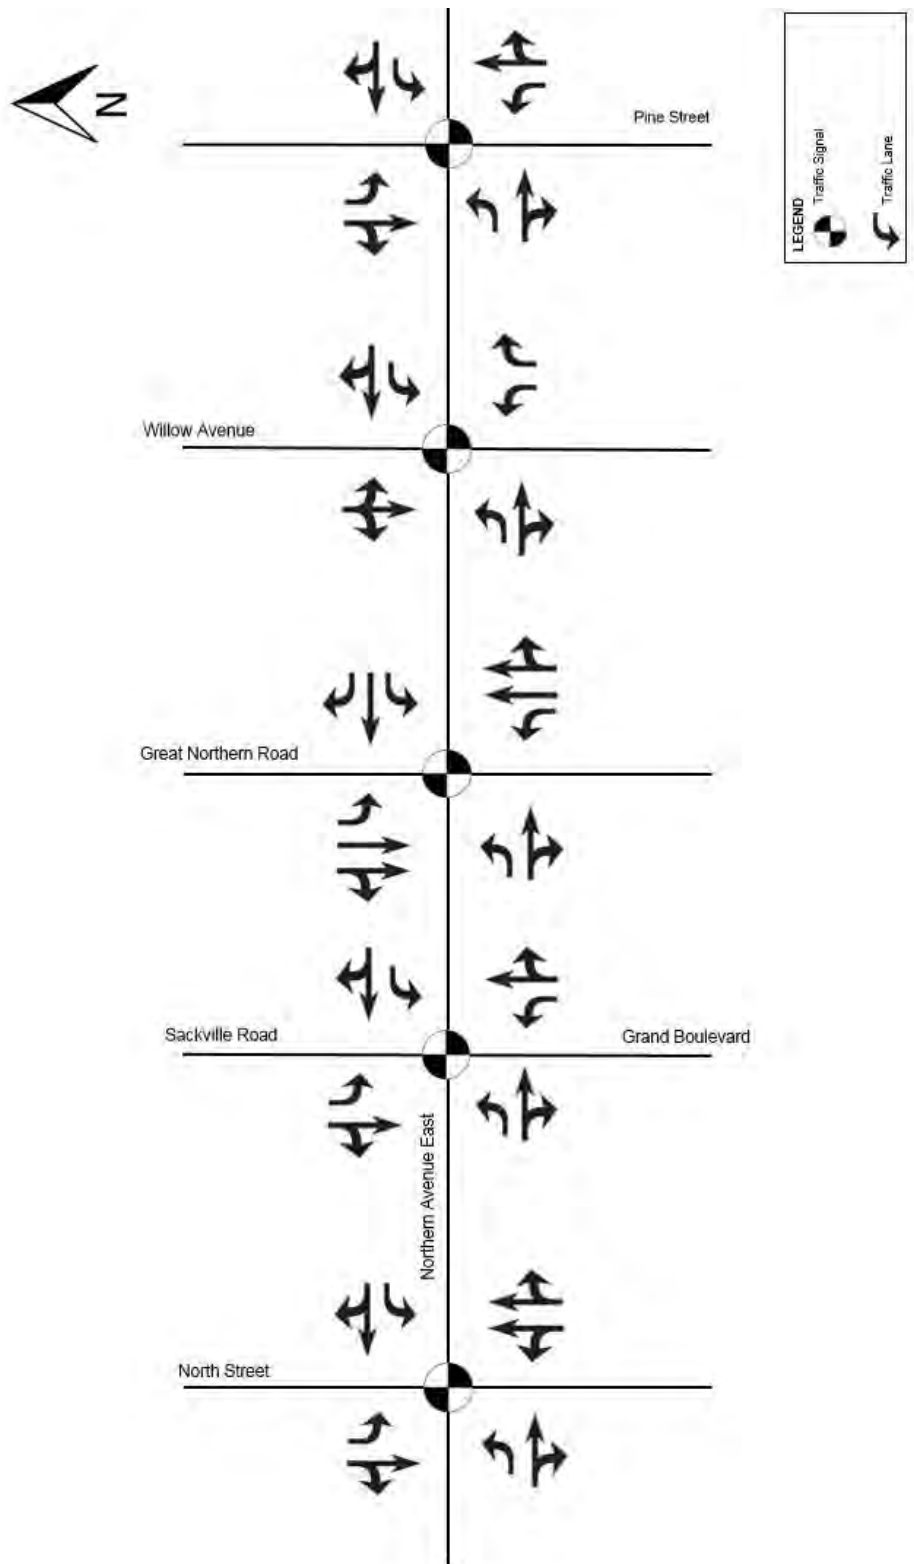 N
Pine Street
LEGEND
Traffic Signal
Traffic Lane
Willow Avenue
Great Northern Road
Sackville Road
Grand Boulevard
Northern Avenue East
North Street